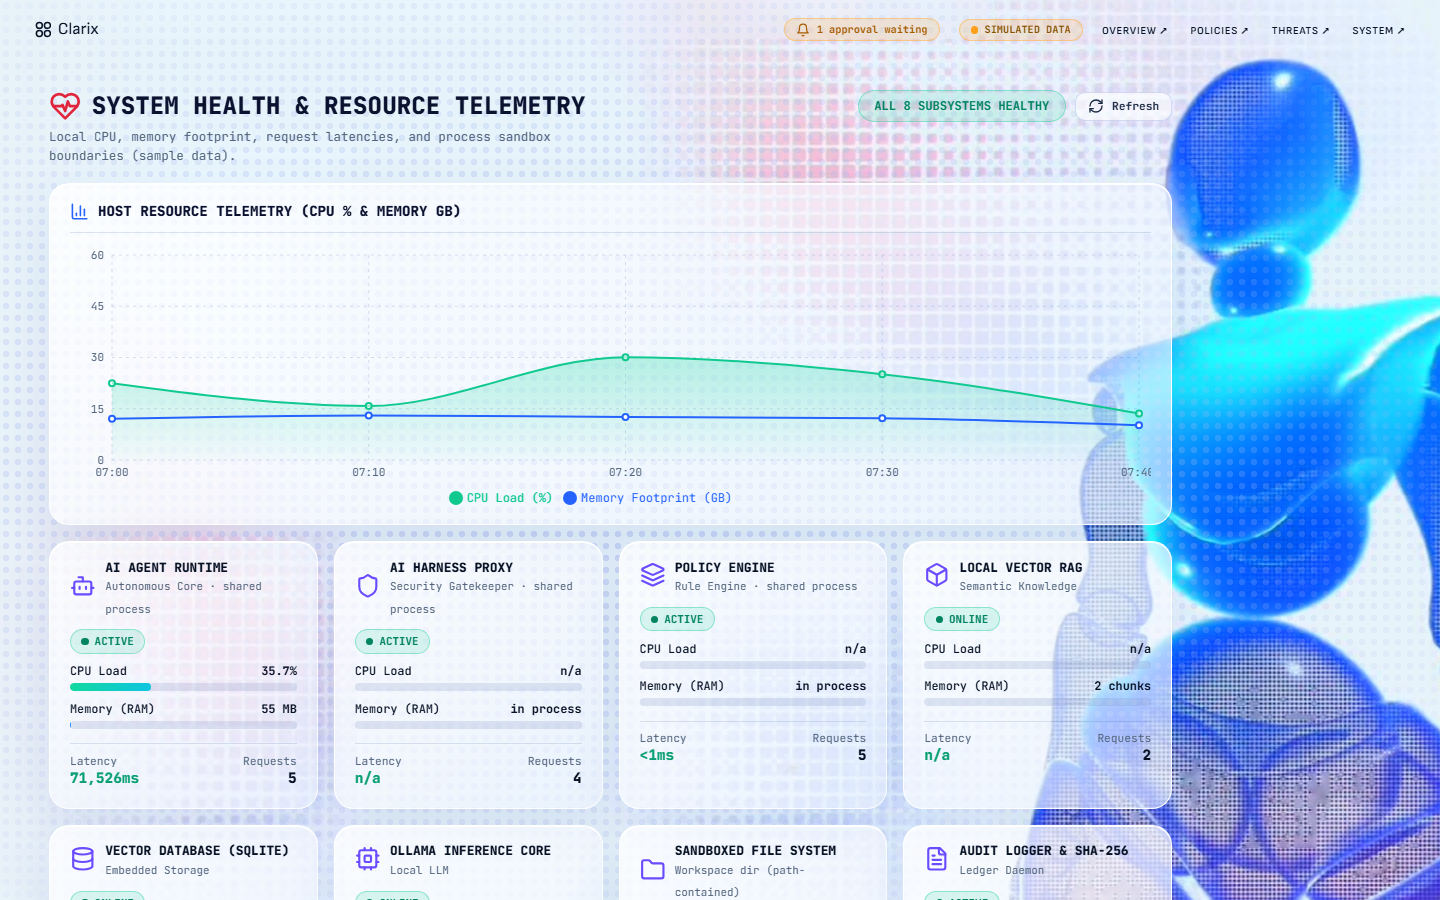 Clarix
1 approval waiting
SIMULATED DATA
OVERVIEW ↗
POLICIES ↗
THREATS ↗
SYSTEM ↗
SYSTEM HEALTH & RESOURCE TELEMETRY
ALL 8 SUBSYSTEMS HEALTHY
Refresh
Local CPU, memory footprint, request latencies, and process sandbox
boundaries (sample data).
HOST RESOURCE TELEMETRY (CPU % & MEMORY GB)
60
45
30
15
0
07:00
07:10
07:20
07:30
07:40
CPU Load (%)
Memory Footprint (GB)
AI AGENT RUNTIME
Autonomous Core · shared
process
ACTIVE
CPU Load 35.7%
Memory (RAM) 55 MB
Latency Requests
71,526ms 5
AI HARNESS PROXY
Security Gatekeeper · shared
process
ACTIVE
CPU Load n/a
Memory (RAM) in process
Latency Requests
n/a 4
POLICY ENGINE
Rule Engine · shared process
ACTIVE
CPU Load n/a
Memory (RAM) in process
Latency Requests
<1ms 5
LOCAL VECTOR RAG
Semantic Knowledge
ONLINE
CPU Load n/a
Memory (RAM) 2 chunks
Latency Requests
n/a 2
VECTOR DATABASE (SQLITE)
Embedded Storage
OLLAMA INFERENCE CORE
Local LLM
SANDBOXED FILE SYSTEM
Workspace dir (path-
contained)
AUDIT LOGGER & SHA-256
Ledger Daemon